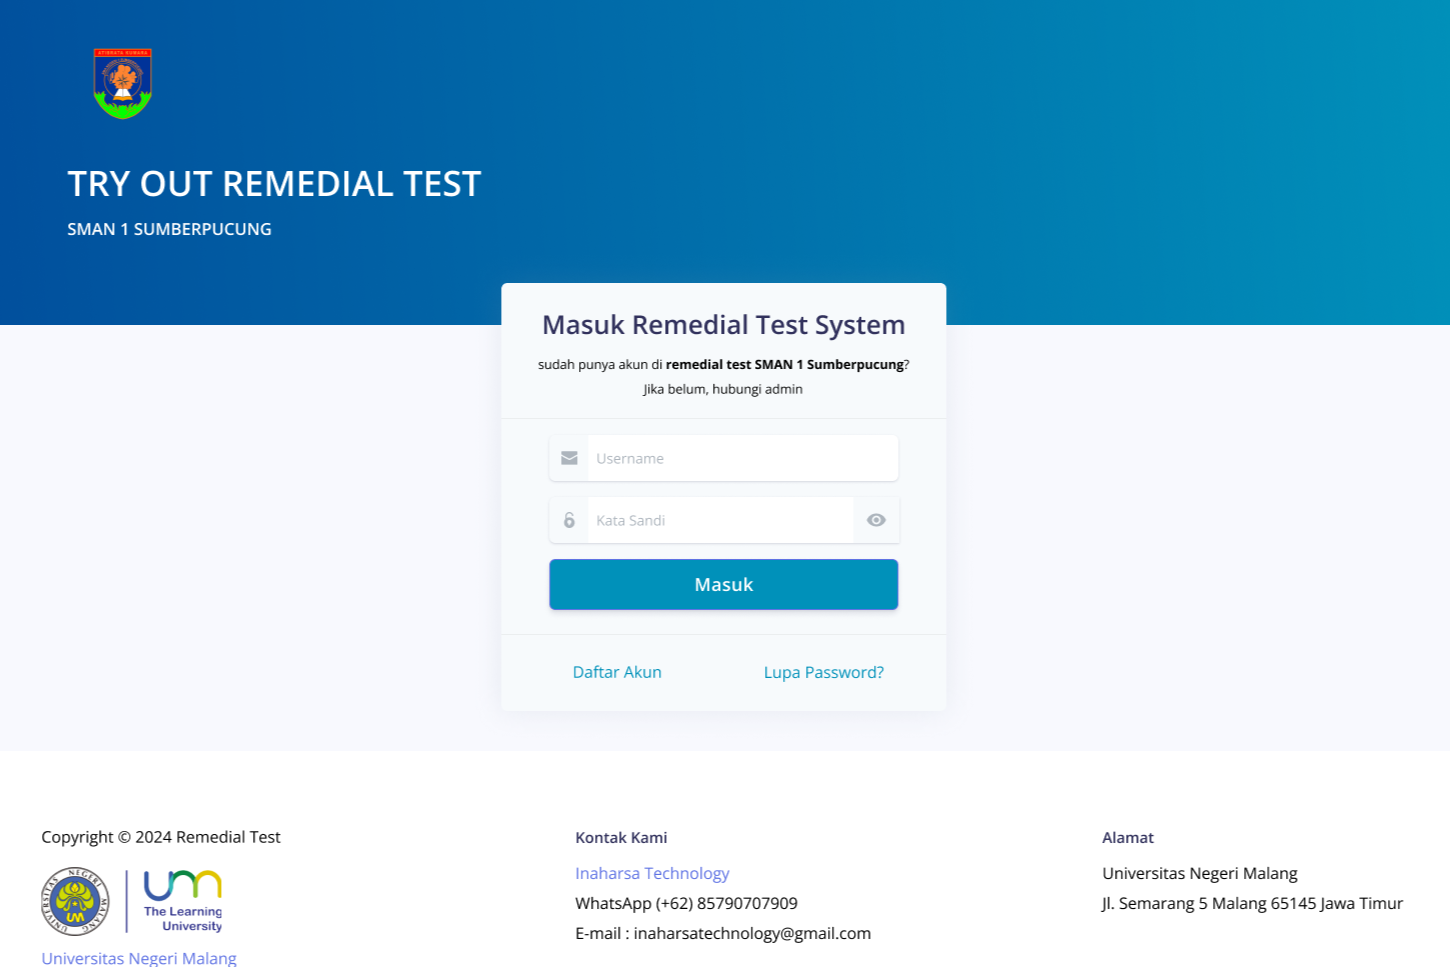 TRY OUT REMEDIAL TEST
SMAN 1 SUMBERPUCUNG
Masuk Remedial Test System
sudah punya akun di remedial test SMAN 1 Sumberpucung?
Jika belum, hubungi admin
Username
Kata Sandi
Masuk
Daftar Akun
Lupa Password?
Copyright © 2024 Remedial Test
UNIVERSITAS NEGERI MALANG
UM
um
The Learning
University
Universitas Negeri Malang
Kontak Kami
Inaharsa Technology
WhatsApp (+62) 85790707909
E-mail : inaharsatechnology@gmail.com
Alamat
Universitas Negeri Malang
Jl. Semarang 5 Malang 65145 Jawa Timur